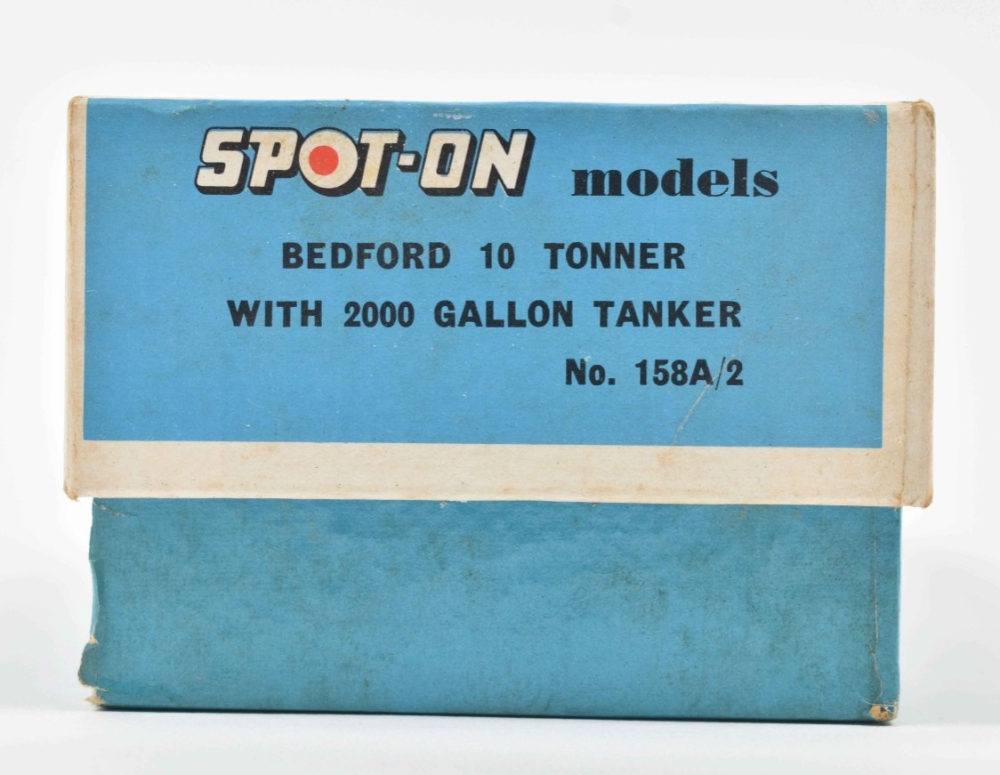 SPOT-ON models
BEDFORD 10 TONNER
WITH 2000 GALLON TANKER
No. 158A/2